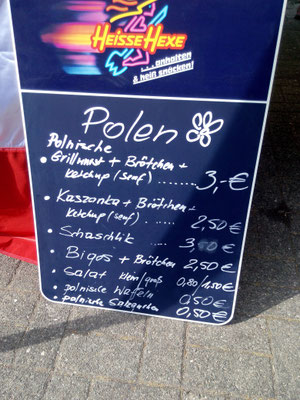 HEISSE HEXE
...anhalten
& heiß snacken!
Polen
Polnische
• Grillwurst + Brötchen +
Ketchup (senf) ........ 3,-€
• Kaszanka + Brötchen +
Ketchup (senf) ..... 2,50€
• Schaschlik ..... 3,50€
• Bigos + Brötchen 2,50€
• Salat klein/groß 0,80/1,50€
• polnische Waffeln 0,50€
• polnische Salzgurken 0,50€